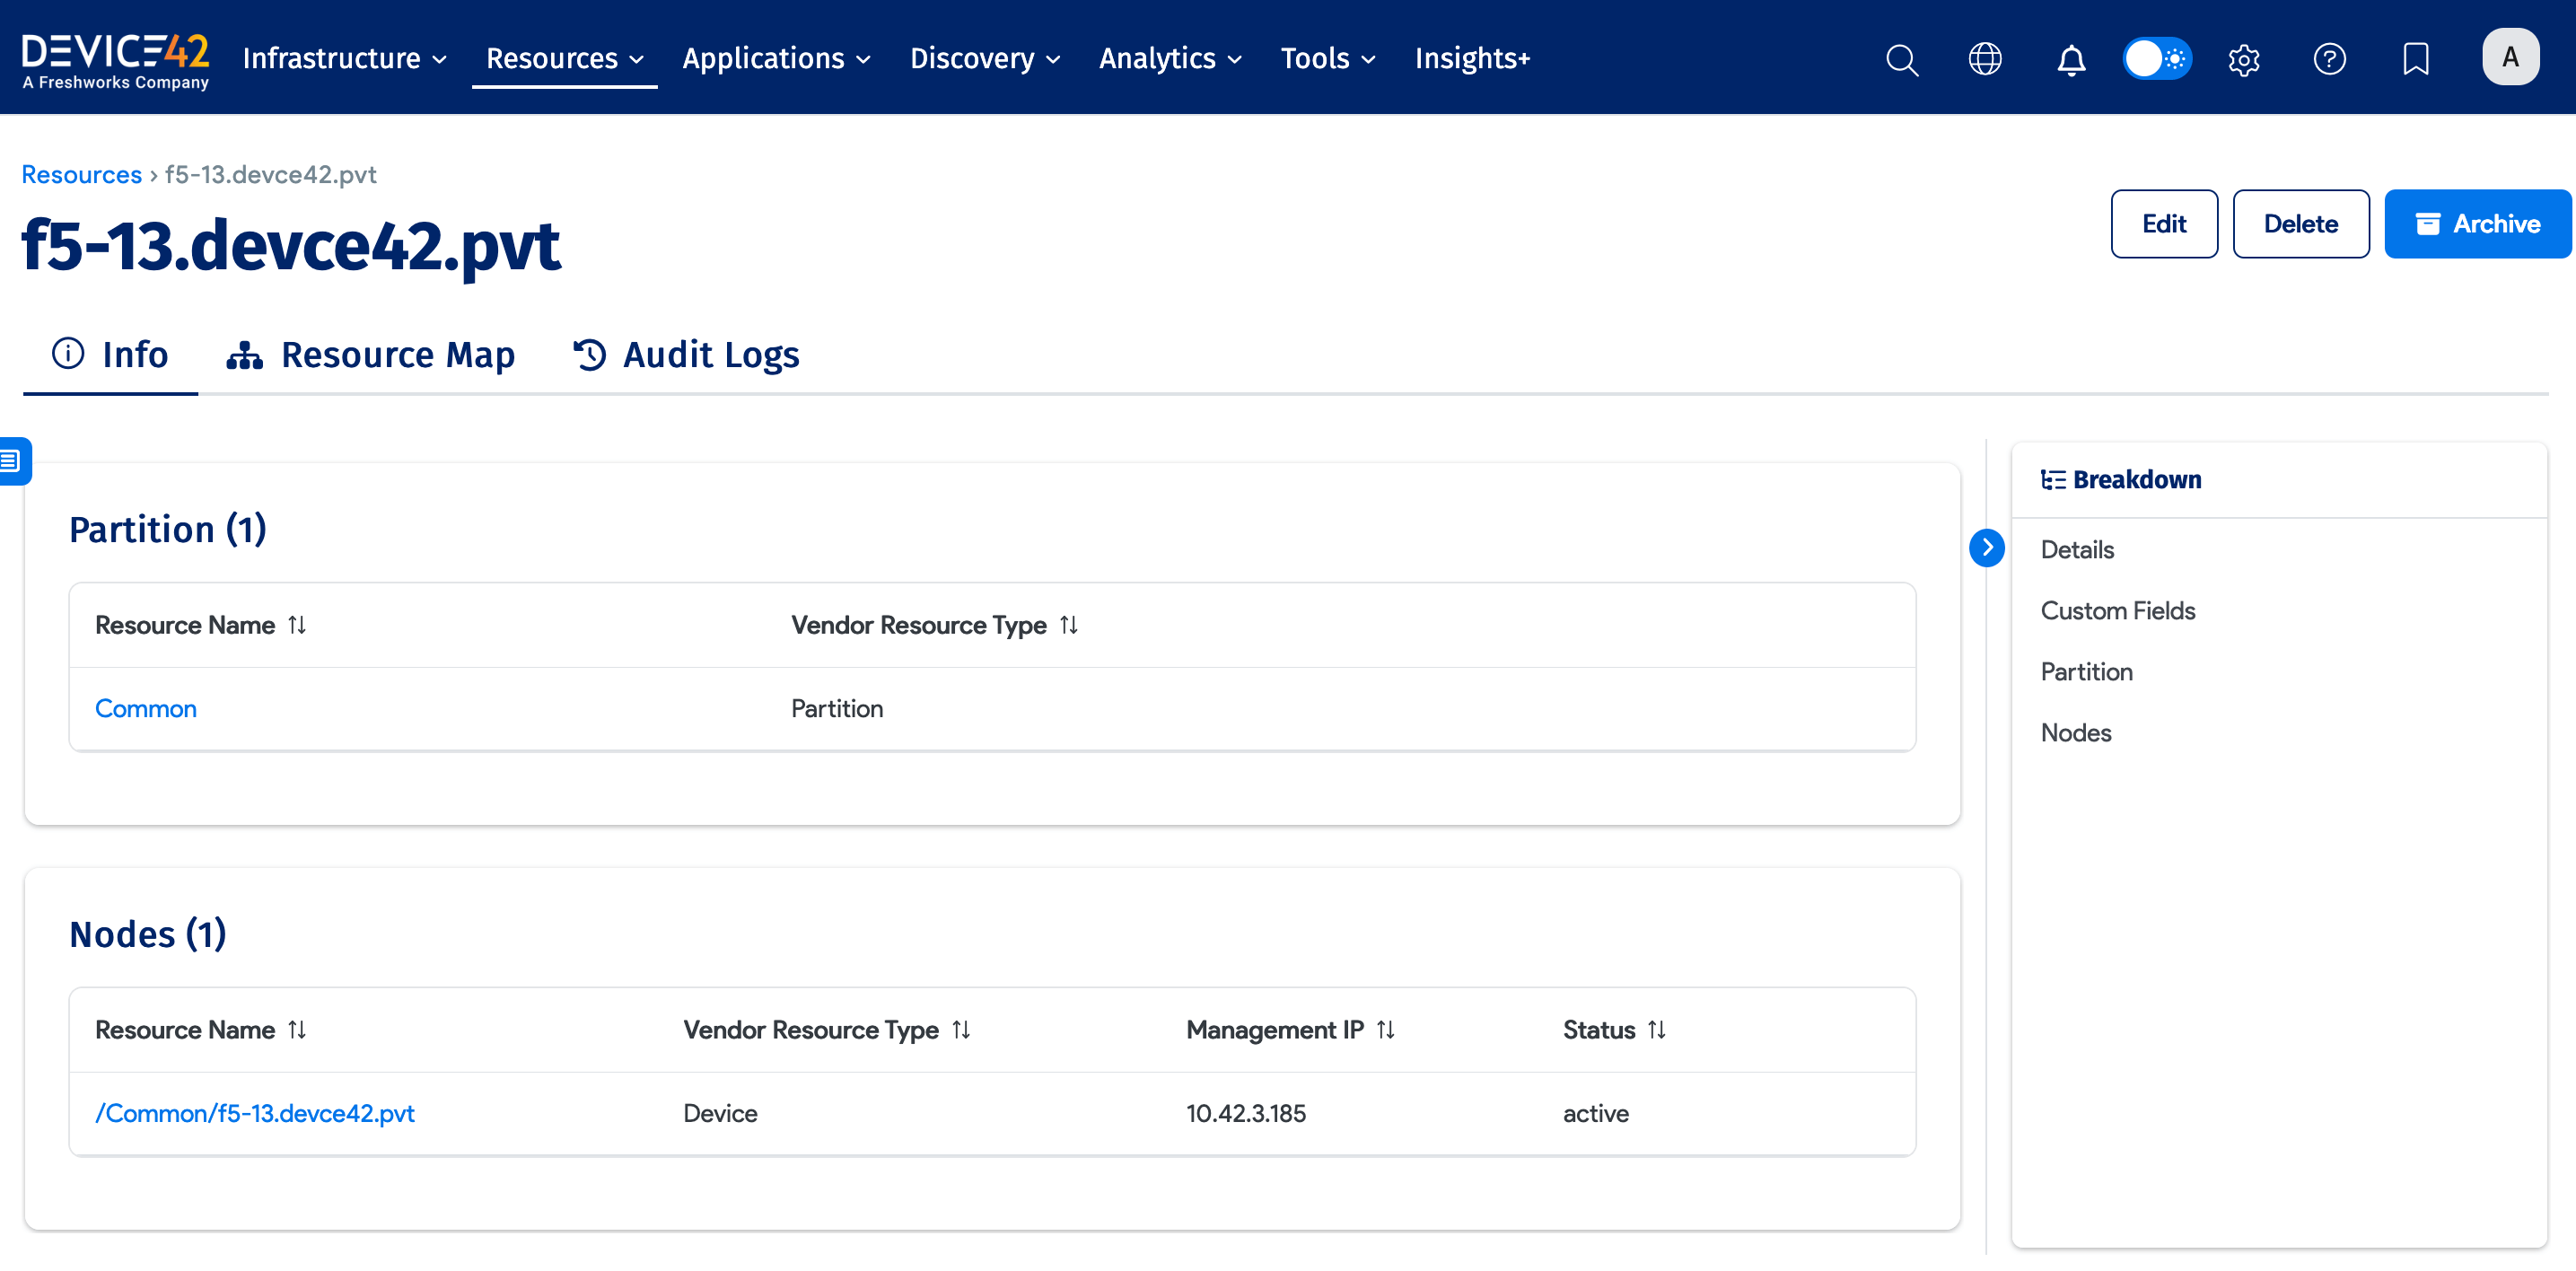 DEVICE42
A Freshworks Company
Infrastructure Resources Applications Discovery Analytics Tools Insights+
A
Resources › f5-13.devce42.pvt
f5-13.devce42.pvt
Edit Delete Archive
Info Resource Map Audit Logs
Partition (1)
Resource Name Vendor Resource Type
Common Partition
Nodes (1)
Resource Name Vendor Resource Type Management IP Status
/Common/f5-13.devce42.pvt Device 10.42.3.185 active
Breakdown
Details
Custom Fields
Partition
Nodes